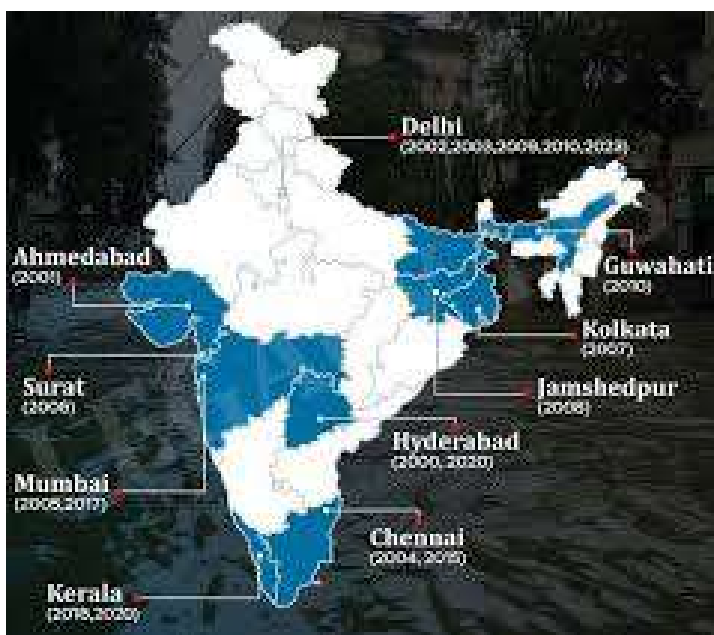 Delhi
(2002,2003,2009,2010,2023)
Ahmedabad
(2001)
Guwahati
(2010)
Kolkata
(2007)
Surat
(2006)
Jamshedpur
(2008)
Hyderabad
(2000, 2020)
Mumbai
(2005,2017)
Chennai
(2004,2015)
Kerala
(2018,2020)